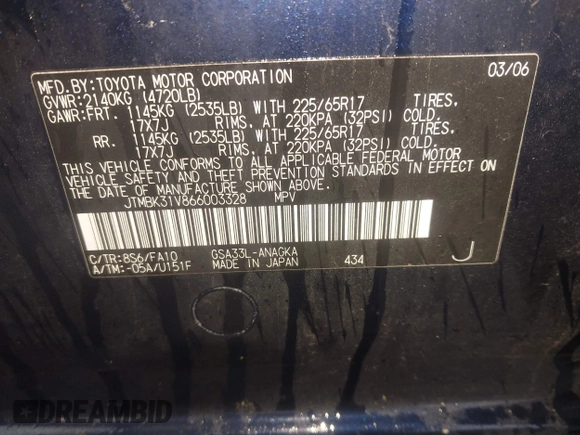 MFD.BY:TOYOTA MOTOR CORPORATION 03/06
GVWR:2140KG (4720LB)
GAWR:FRT. 1145KG (2535LB) WITH 225/65R17 TIRES,
17X7J RIMS, AT 220KPA (32PSI) COLD.
RR. 1145KG (2535LB) WITH 225/65R17 TIRES,
17X7J RIMS, AT 220KPA (32PSI) COLD.
THIS VEHICLE CONFORMS TO ALL APPLICABLE FEDERAL MOTOR
VEHICLE SAFETY AND THEFT PREVENTION STANDARDS IN EFFECT ON
THE DATE OF MANUFACTURE SHOWN ABOVE.
JTMBK31V866003328 MPV
C/TR:8S6/FA10 GSA33L-ANAGKA
A/TM:-05A/U151F MADE IN JAPAN 434 J
DREAMBID